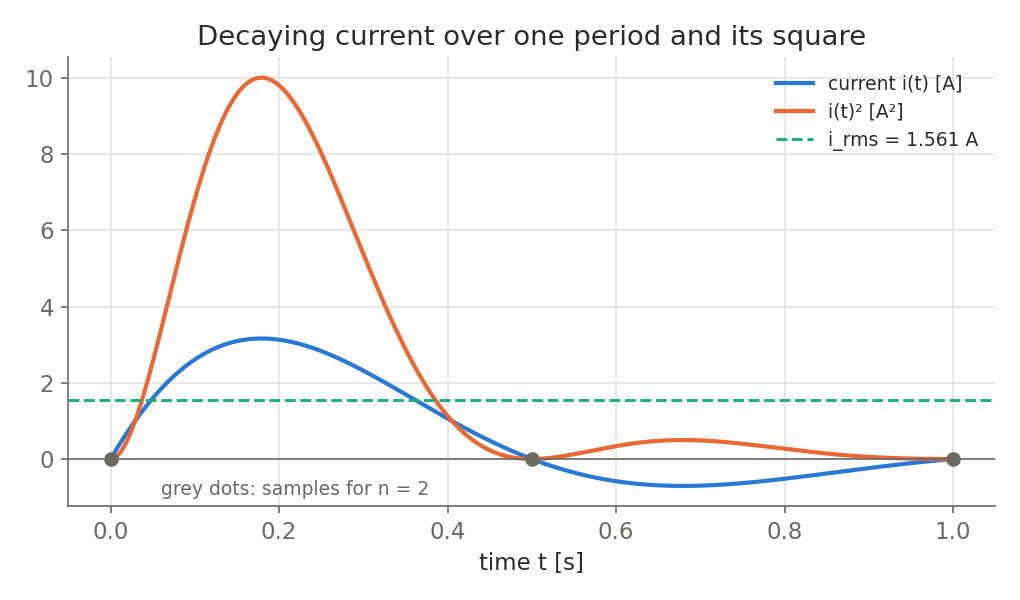 Decaying current over one period and its square
current i(t) [A]
i(t)² [A²]
i_rms = 1.561 A
10
8
6
4
2
0
grey dots: samples for n = 2
0.0 0.2 0.4 0.6 0.8 1.0
time t [s]